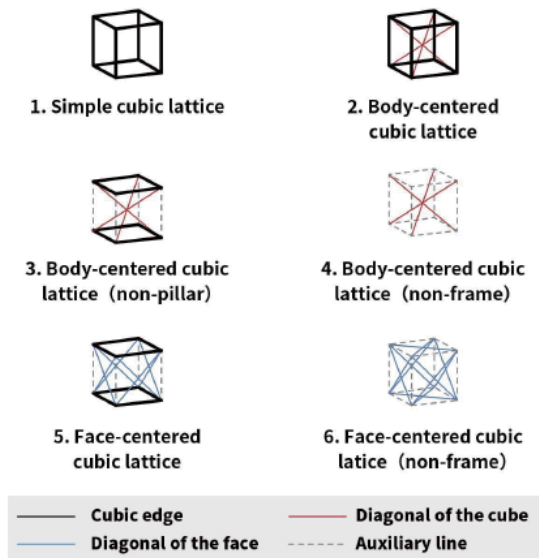 1. Simple cubic lattice
2. Body-centered
cubic lattice
3. Body-centered cubic
lattice（non-pillar）
4. Body-centered cubic
lattice（non-frame）
5. Face-centered
cubic lattice
6. Face-centered cubic
latice（non-frame）
Cubic edge
Diagonal of the cube
Diagonal of the face
Auxiliary line